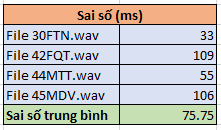 Sai số (ms)
File 30FTN.wav 33
File 42FQT.wav 109
File 44MTT.wav 55
File 45MDV.wav 106
Sai số trung bình 75.75